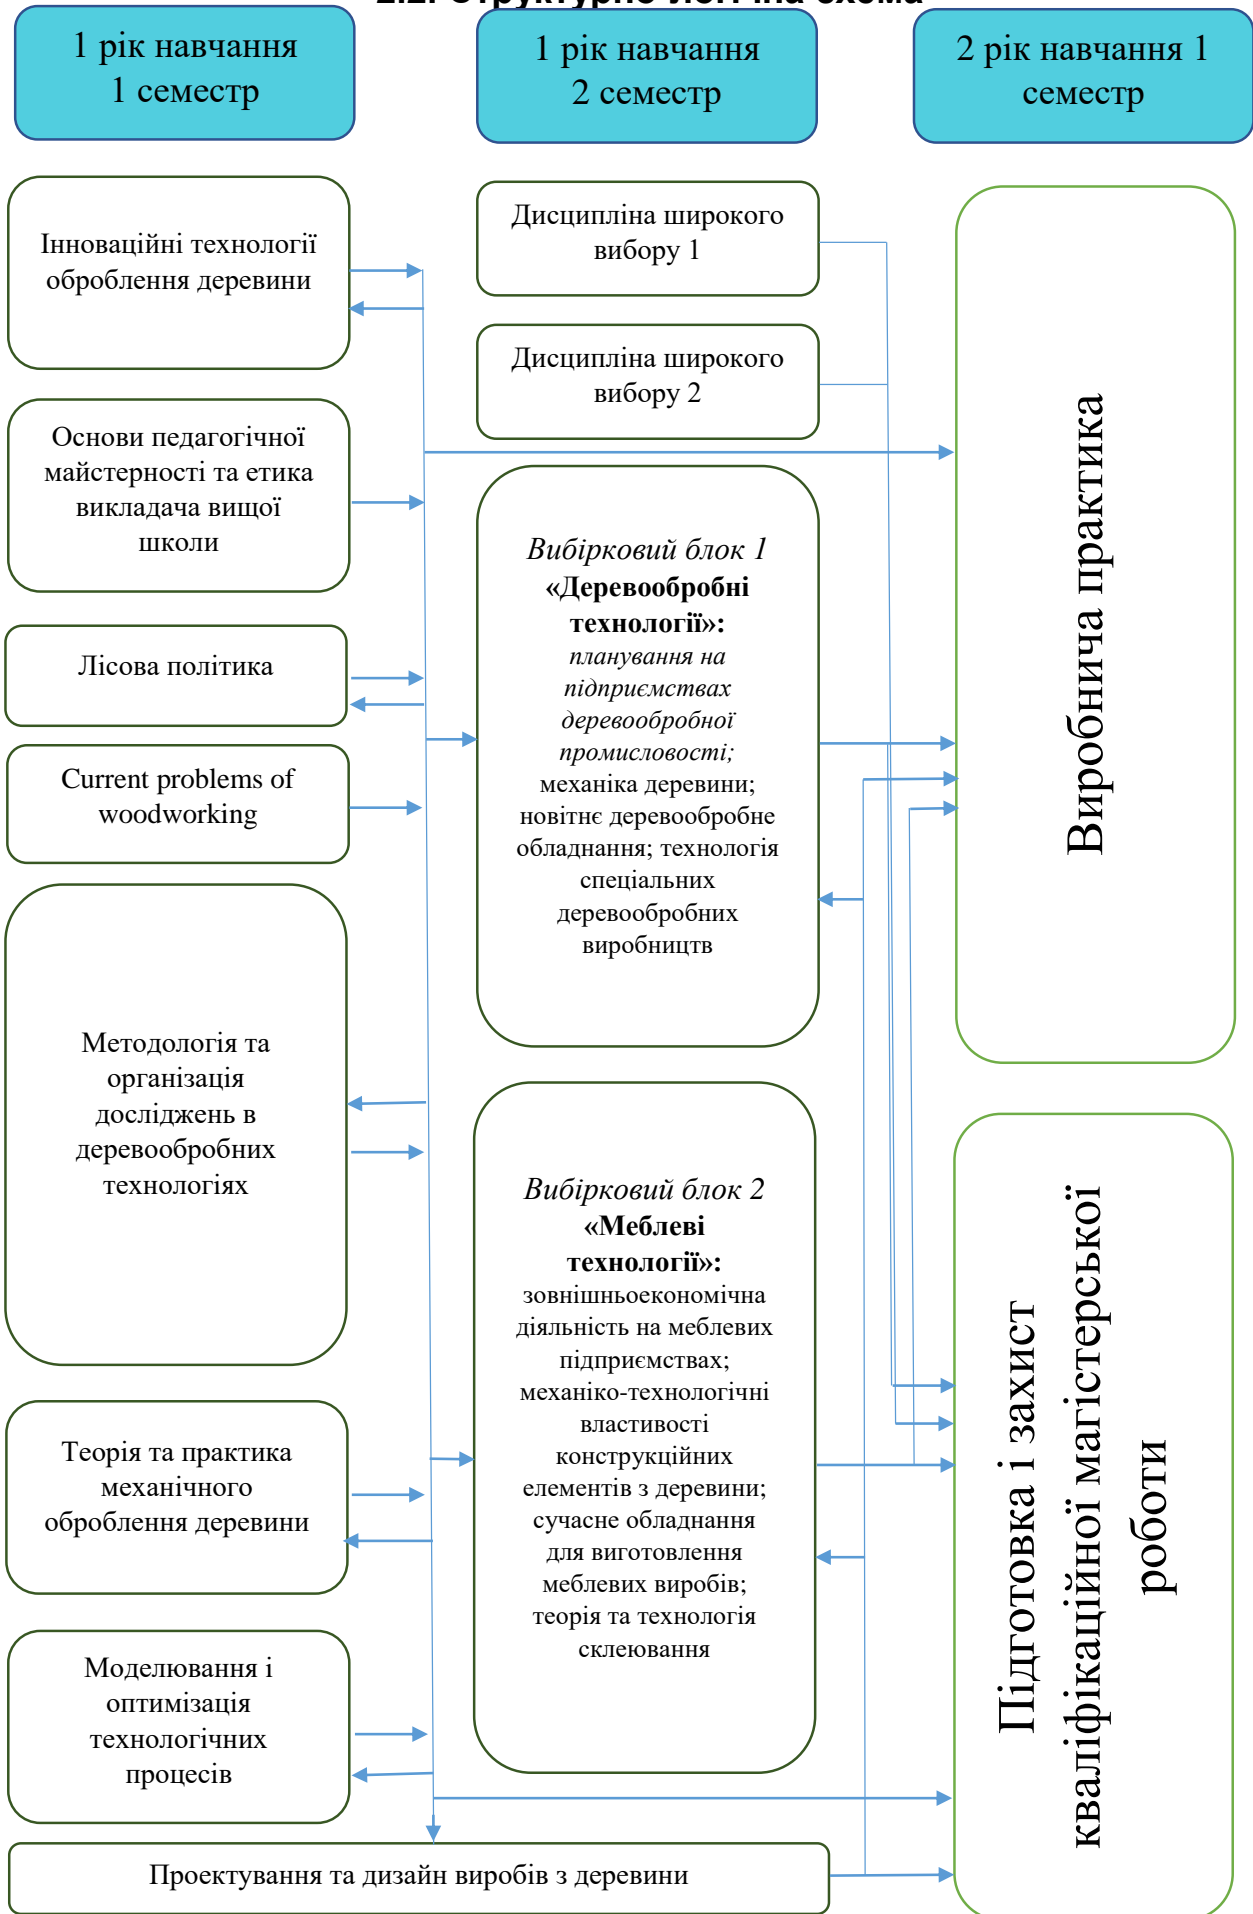 2.2. Структурно-логічна схема
1 рік навчання
1 семестр
1 рік навчання
2 семестр
2 рік навчання 1
семестр
Інноваційні технології
оброблення деревини
Основи педагогічної
майстерності та етика
викладача вищої
школи
Лісова політика
Current problems of
woodworking
Методологія та
організація
досліджень в
деревообробних
технологіях
Теорія та практика
механічного
оброблення деревини
Моделювання і
оптимізація
технологічних
процесів
Проектування та дизайн виробів з деревини
Дисципліна широкого
вибору 1
Дисципліна широкого
вибору 2
Вибірковий блок 1
«Деревообробні
технології»:
планування на
підприємствах
деревообробної
промисловості;
механіка деревини;
новітнє деревообробне
обладнання; технологія
спеціальних
деревообробних
виробництв
Вибірковий блок 2
«Меблеві
технології»:
зовнішньоекономічна
діяльність на меблевих
підприємствах;
механіко-технологічні
властивості
конструкційних
елементів з деревини;
сучасне обладнання
для виготовлення
меблевих виробів;
теорія та технологія
склеювання
Виробнича практика
Підготовка і захист
кваліфікаційної магістерської
роботи